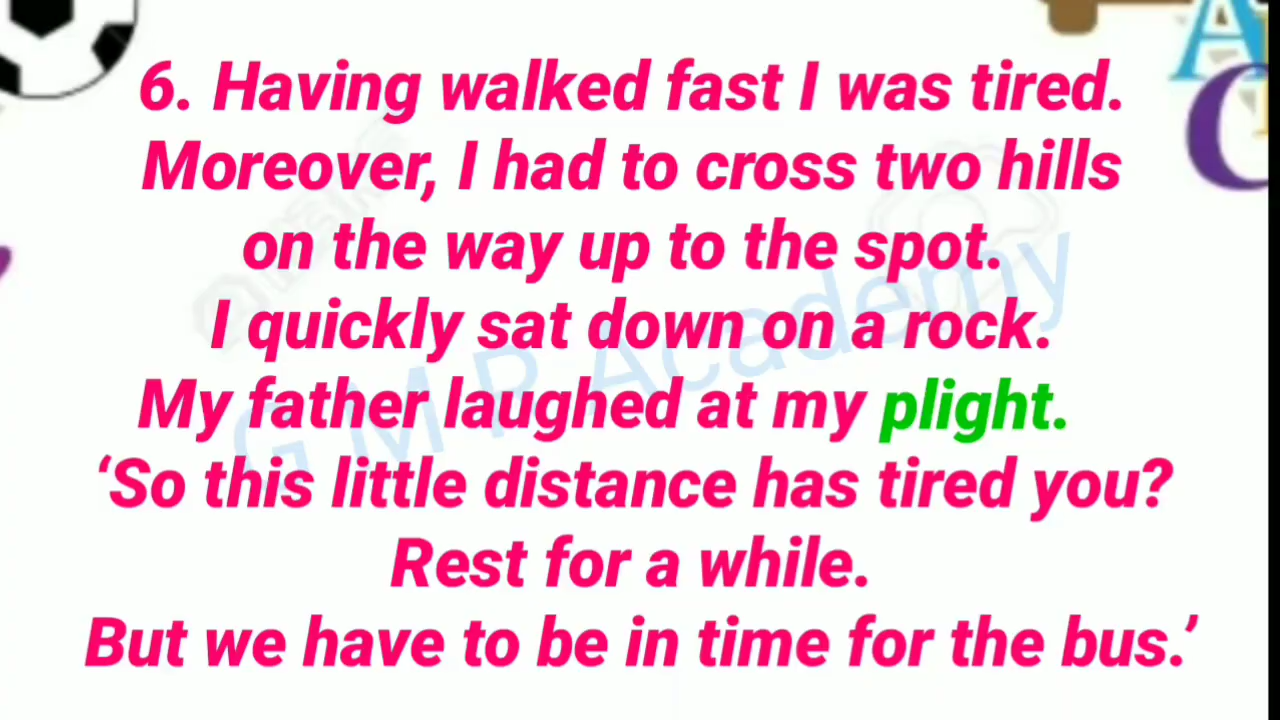 6. Having walked fast I was tired.
Moreover, I had to cross two hills
on the way up to the spot.
I quickly sat down on a rock.
My father laughed at my plight.
‘So this little distance has tired you?
Rest for a while.
But we have to be in time for the bus.’
G M P Academy
A
C